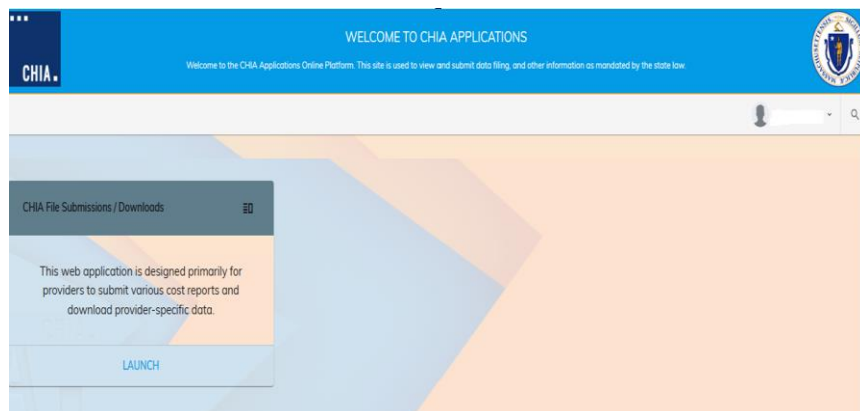 WELCOME TO CHIA APPLICATIONS
CHIA.
Welcome to the CHIA Applications Online Platform. This site is used to view and submit data filing, and other information as mandated by the state law.
CHIA File Submissions / Downloads
This web application is designed primarily for
providers to submit various cost reports and
download provider-specific data.
LAUNCH